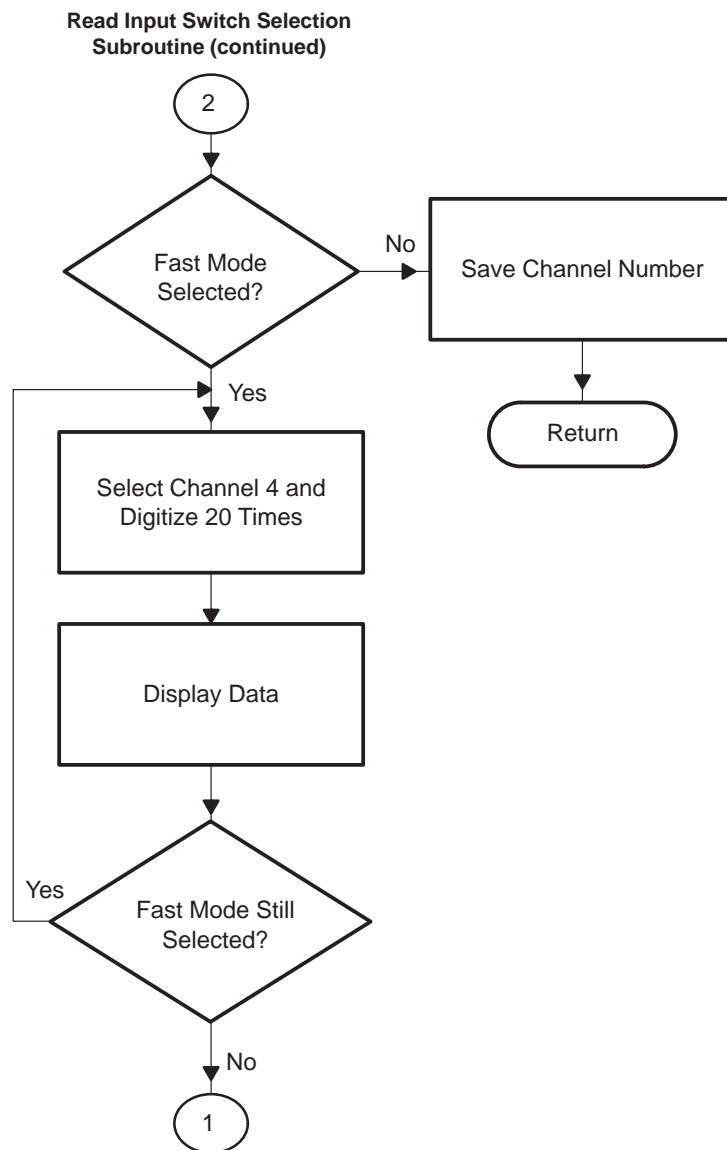 Read Input Switch Selection
Subroutine (continued)
2
Fast Mode
Selected?
No
Save Channel Number
Return
Yes
Select Channel 4 and
Digitize 20 Times
Display Data
Fast Mode Still
Selected?
Yes
No
1